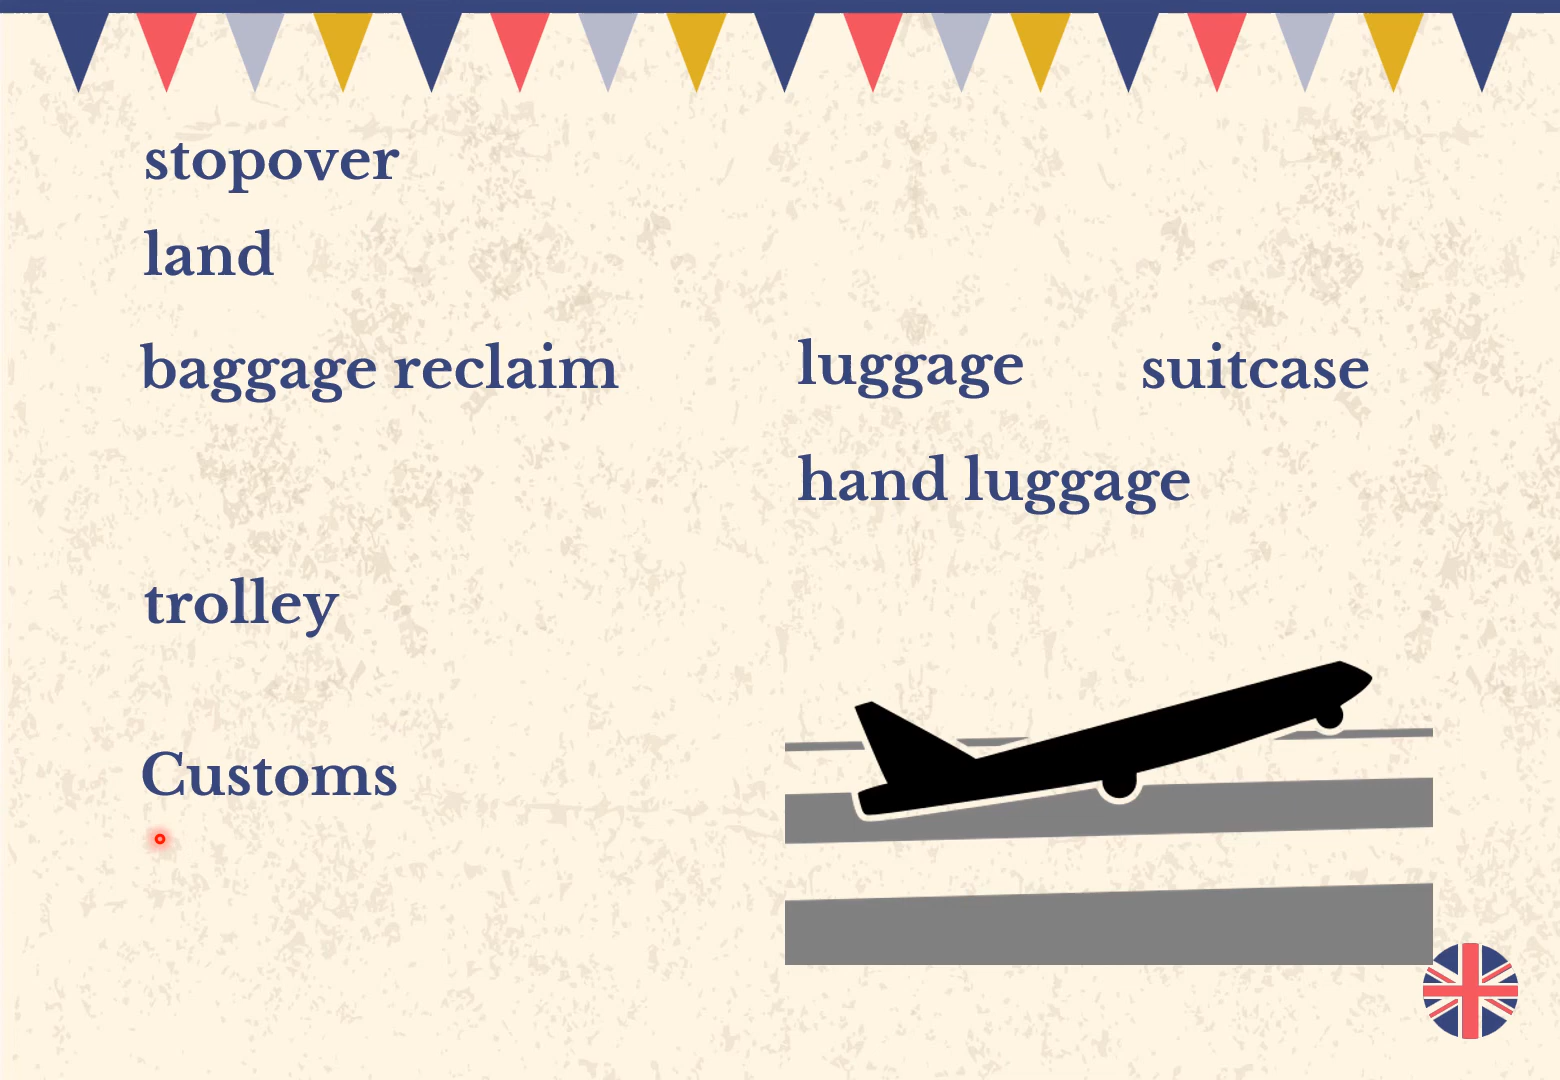 stopover
land
baggage reclaim
luggage
suitcase
hand luggage
trolley
Customs